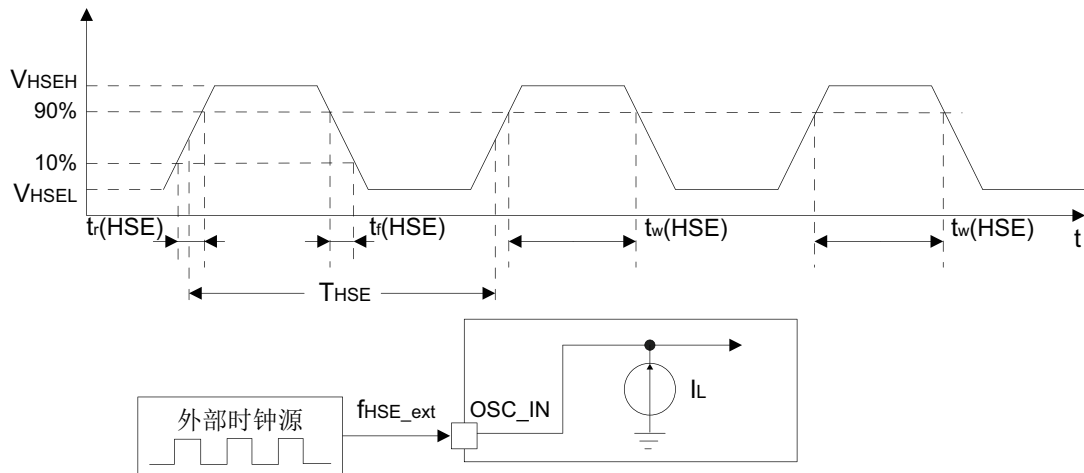 VHSEH
90%
10%
VHSEL
tr(HSE) tf(HSE) tw(HSE) tw(HSE) t
THSE
外部时钟源 fHSE_ext OSC_IN IL